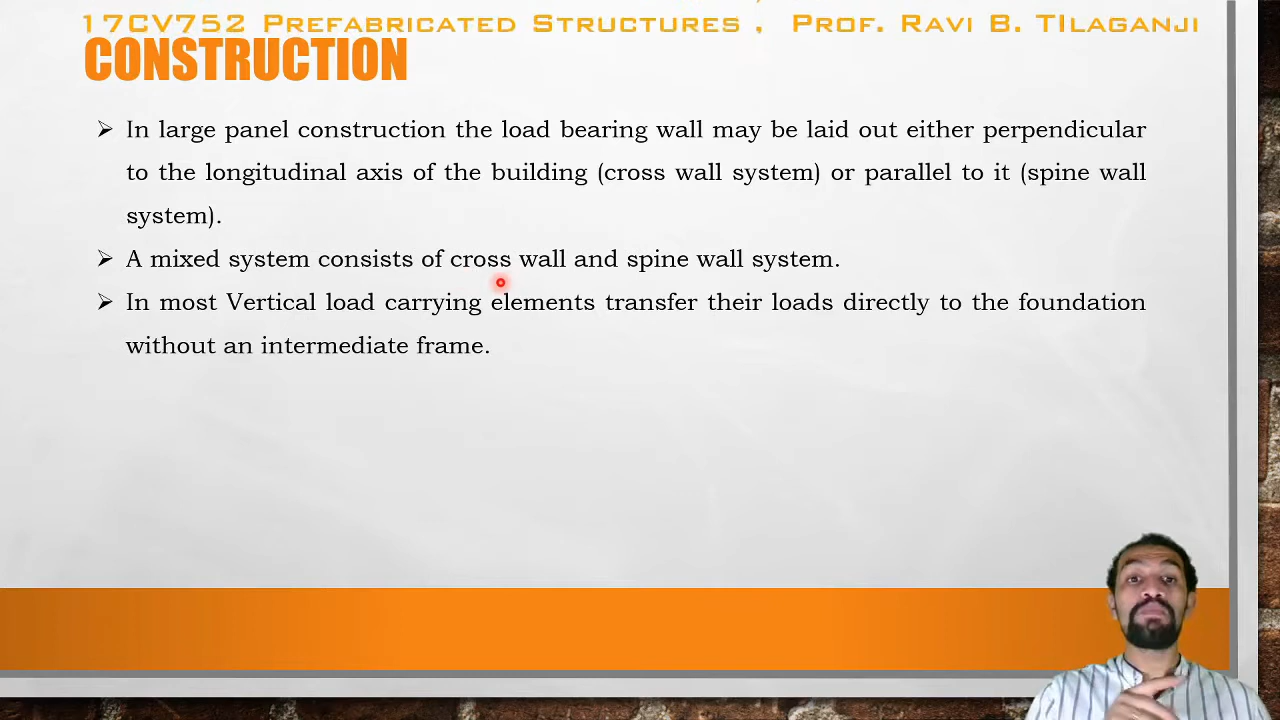 17CV752 Prefabricated Structures , Prof. Ravi B. TIlaganji
CONSTRUCTION
➢ In large panel construction the load bearing wall may be laid out either perpendicular
to the longitudinal axis of the building (cross wall system) or parallel to it (spine wall
system).
➢ A mixed system consists of cross wall and spine wall system.
➢ In most Vertical load carrying elements transfer their loads directly to the foundation
without an intermediate frame.